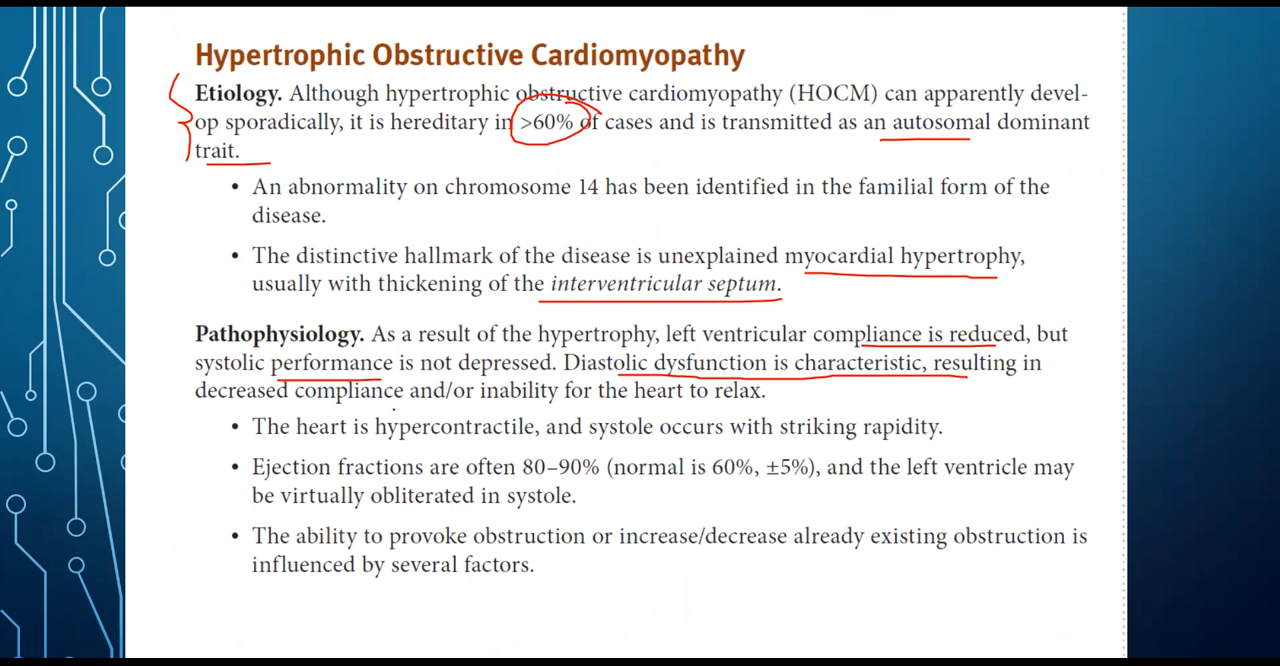 Hypertrophic Obstructive Cardiomyopathy
Etiology. Although hypertrophic obstructive cardiomyopathy (HOCM) can apparently devel-
op sporadically, it is hereditary in >60% of cases and is transmitted as an autosomal dominant
trait.
• An abnormality on chromosome 14 has been identified in the familial form of the
disease.
• The distinctive hallmark of the disease is unexplained myocardial hypertrophy,
usually with thickening of the interventricular septum.
Pathophysiology. As a result of the hypertrophy, left ventricular compliance is reduced, but
systolic performance is not depressed. Diastolic dysfunction is characteristic, resulting in
decreased compliance and/or inability for the heart to relax.
• The heart is hypercontractile, and systole occurs with striking rapidity.
• Ejection fractions are often 80–90% (normal is 60%, ±5%), and the left ventricle may
be virtually obliterated in systole.
• The ability to provoke obstruction or increase/decrease already existing obstruction is
influenced by several factors.